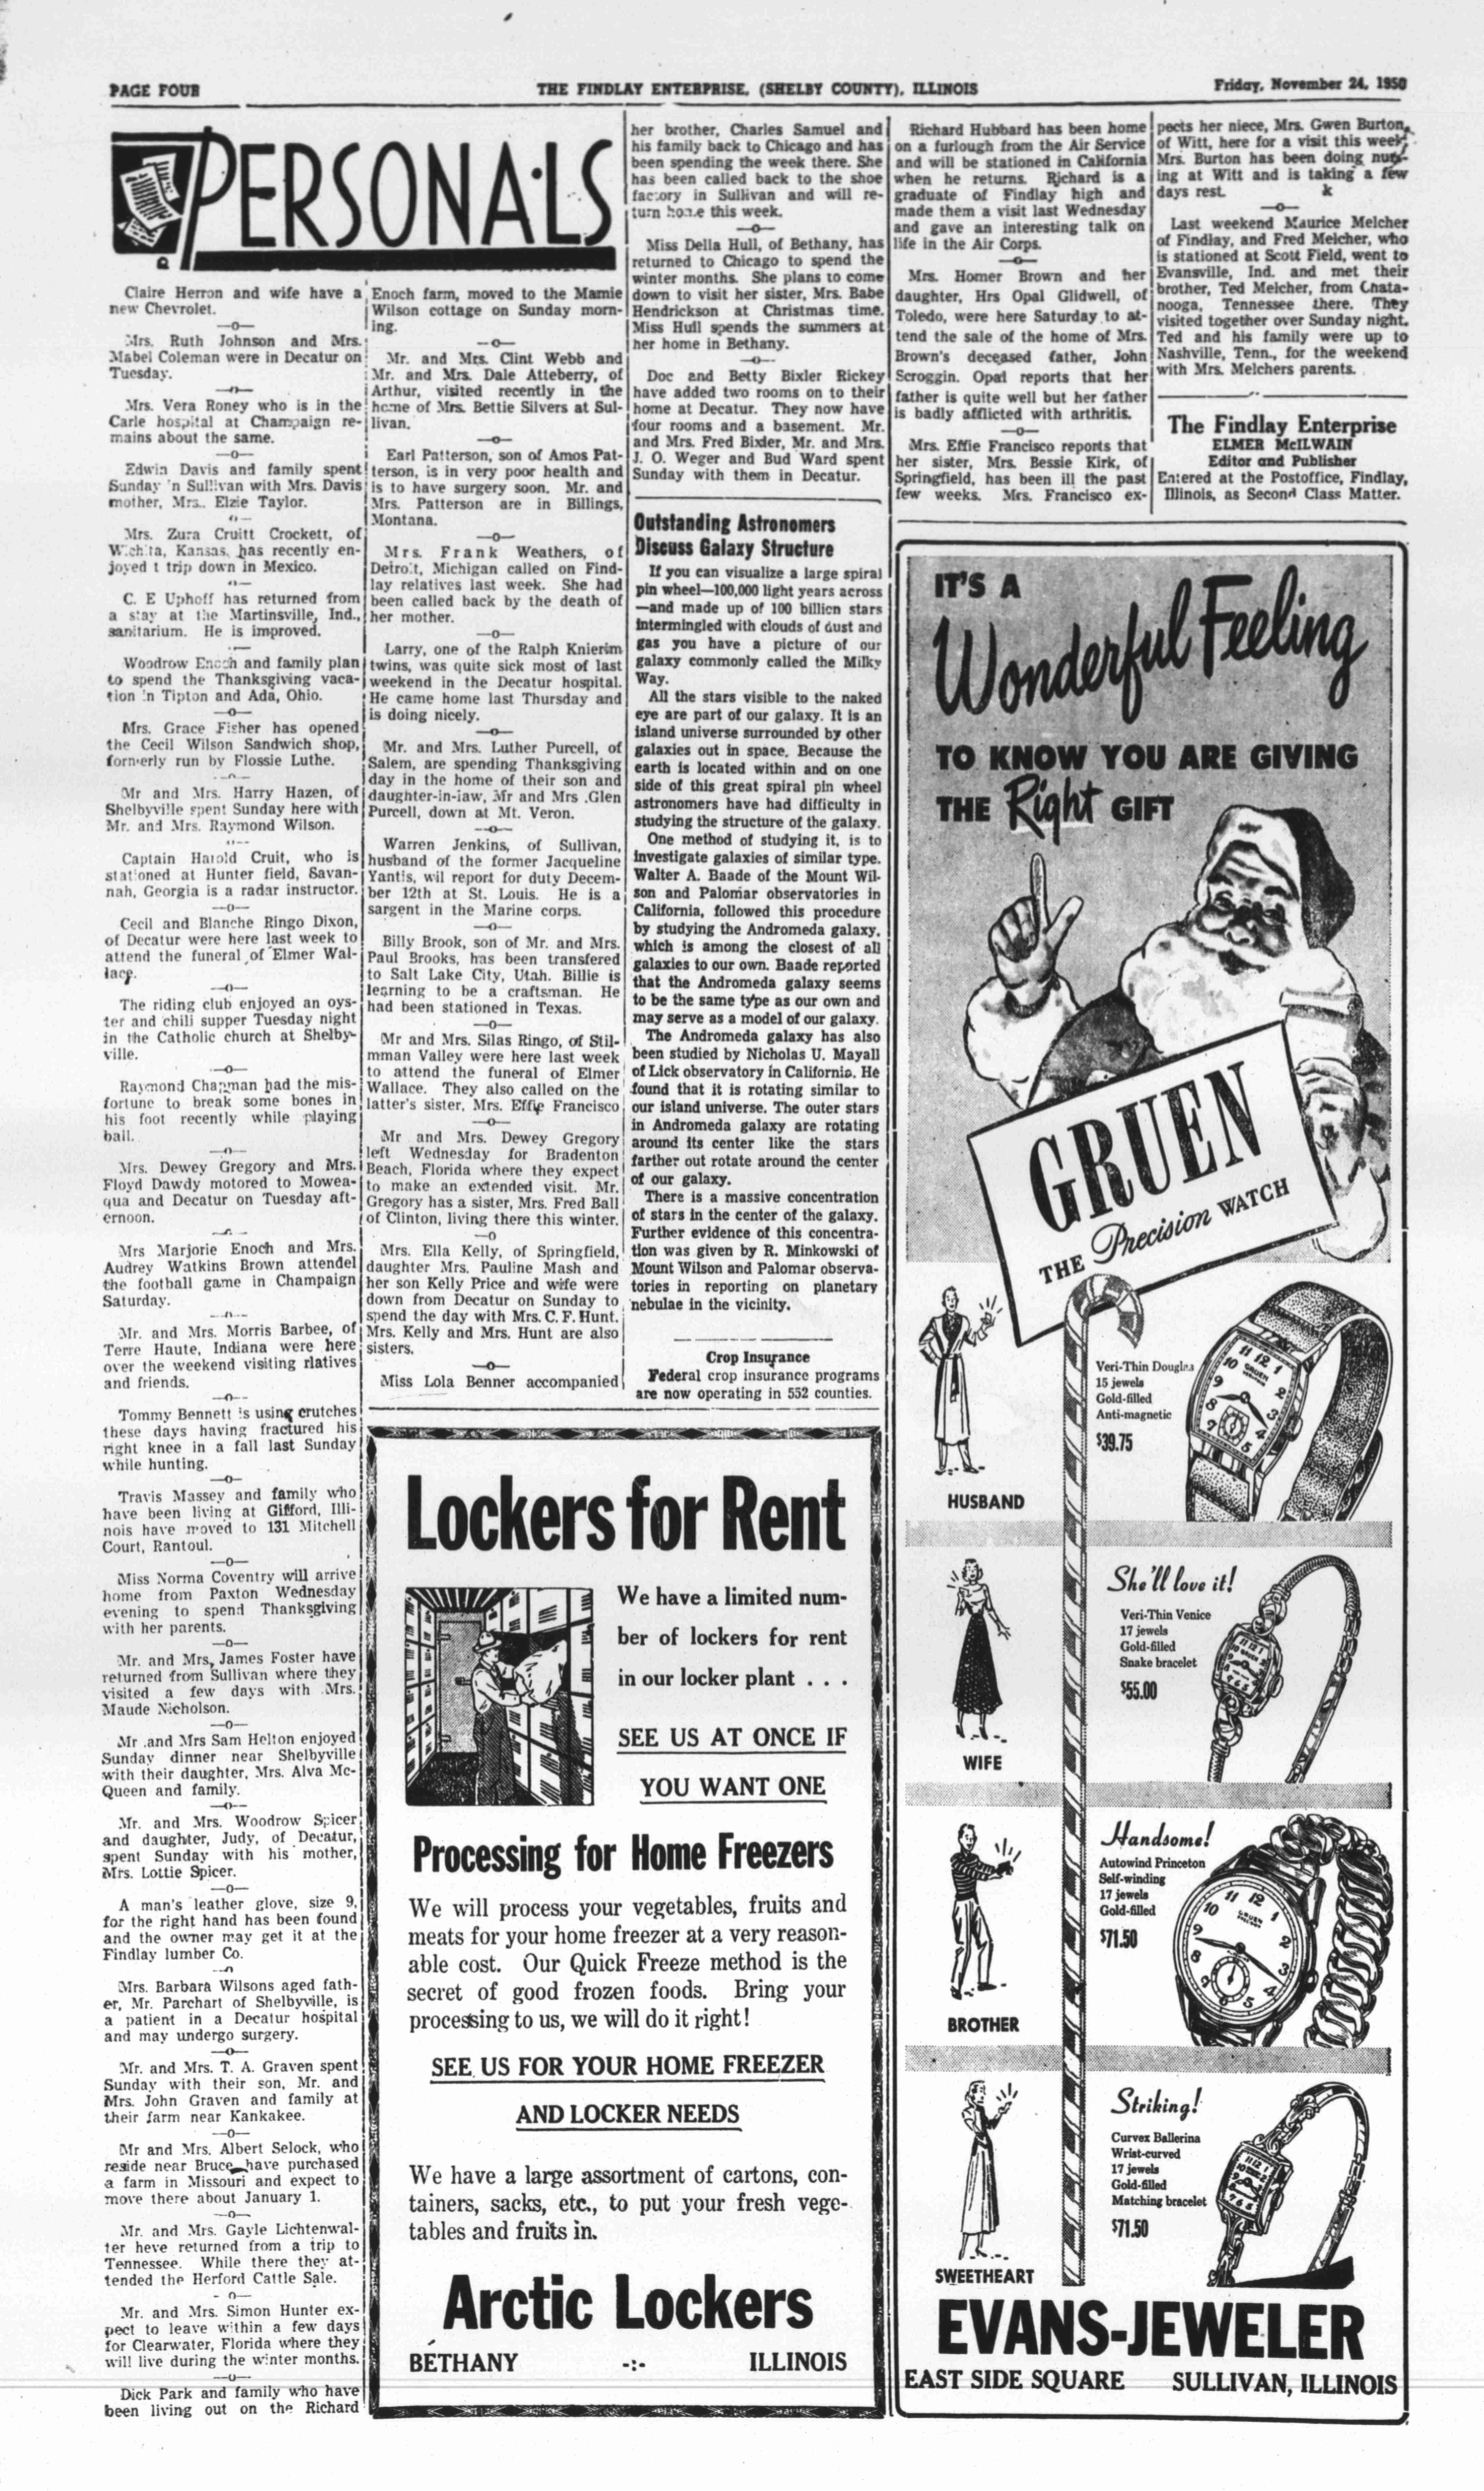 PAGE FOUR
THE FINDLAY ENTERPRISE, (SHELBY COUNTY), ILLINOIS
Friday, November 24, 1950
PERSONALS
Claire Herron and wife have a
new Chevrolet.
—o—
Mrs. Ruth Johnson and Mrs.
Mabel Coleman were in Decatur on
Tuesday.
—o—
Mrs. Vera Roney who is in the
Carle hospital at Champaign re-
mains about the same.
—o—
Edwin Davis and family spent
Sunday 'n Sullivan with Mrs. Davis
mother, Mrs.. Elzie Taylor.
Mrs. Zura Cruitt Crockett, of
Wichita, Kansas, has recently en-
joyed t trip down in Mexico.
C. E Uphoff has returned from
a stay at the Martinsville, Ind.,
sanitarium. He is improved.
Woodrow Enoch and family plan
to spend the Thanksgiving vaca-
tion in Tipton and Ada, Ohio.
—o—
Mrs. Grace Fisher has opened
the Cecil Wilson Sandwich shop,
formerly run by Flossie Luthe.
Mr and Mrs. Harry Hazen, of
Shelbyville spent Sunday here with
Mr. and Mrs. Raymond Wilson.
Captain Harold Cruit, who is
stationed at Hunter field, Savan-
nah, Georgia is a radar instructor.
—o—
Cecil and Blanche Ringo Dixon,
of Decatur were here last week to
attend the funeral of Elmer Wal-
lace.
—o—
The riding club enjoyed an oys-
ter and chili supper Tuesday night
in the Catholic church at Shelby-
ville.
—o—
Raymond Chapman had the mis-
fortune to break some bones in
his foot recently while playing
ball.
—o—
Mrs. Dewey Gregory and Mrs.
Floyd Dawdy motored to Mowea-
qua and Decatur on Tuesday aft-
ernoon.
Mrs Marjorie Enoch and Mrs.
Audrey Watkins Brown attendel
the football game in Champaign
Saturday.
Mr. and Mrs. Morris Barbee, of
Terre Haute, Indiana were here
over the weekend visiting rlatives
and friends.
—o—
Tommy Bennett is using crutches
these days having fractured his
right knee in a fall last Sunday
while hunting.
—o—
Travis Massey and family who
have been living at Gifford, Illi-
nois have moved to 131 Mitchell
Court, Rantoul.
—o—
Miss Norma Coventry will arrive
home from Paxton Wednesday
evening to spend Thanksgiving
with her parents.
—o—
Mr. and Mrs, James Foster have
returned from Sullivan where they
visited a few days with Mrs.
Maude Nicholson.
—o—
Mr .and Mrs Sam Helton enjoyed
Sunday dinner near Shelbyville
with their daughter, Mrs. Alva Mc-
Queen and family.
—o—
Mr. and Mrs. Woodrow Spicer
and daughter, Judy, of Decatur,
spent Sunday with his mother,
Mrs. Lottie Spicer.
—o—
A man's leather glove, size 9,
for the right hand has been found
and the owner may get it at the
Findlay lumber Co.
Mrs. Barbara Wilsons aged fath-
er, Mr. Parchart of Shelbyville, is
a patient in a Decatur hospital
and may undergo surgery.
—o—
Mr. and Mrs. T. A. Graven spent
Sunday with their son, Mr. and
Mrs. John Graven and family at
their farm near Kankakee.
—o—
Mr and Mrs. Albert Selock, who
reside near Bruce have purchased
a farm in Missouri and expect to
move there about January 1.
—o—
Mr. and Mrs. Gayle Lichtenwal-
ter heve returned from a trip to
Tennessee. While there they at-
tended the Herford Cattle Sale.
—o—
Mr. and Mrs. Simon Hunter ex-
pect to leave within a few days
for Clearwater, Florida where they
will live during the winter months.
—o—
Dick Park and family who have
been living out on the Richard
Enoch farm, moved to the Mamie
Wilson cottage on Sunday morn-
ing.
—o—
Mr. and Mrs. Clint Webb and
Mr. and Mrs. Dale Atteberry, of
Arthur, visited recently in the
home of Mrs. Bettie Silvers at Sul-
livan.
—o—
Earl Patterson, son of Amos Pat-
terson, is in very poor health and
is to have surgery soon. Mr. and
Mrs. Patterson are in Billings,
Montana.
—o—
Mrs. Frank Weathers, of
Detroit, Michigan called on Find-
lay relatives last week. She had
been called back by the death of
her mother.
—o—
Larry, one of the Ralph Knierim
twins, was quite sick most of last
weekend in the Decatur hospital.
He came home last Thursday and
is doing nicely.
—o—
Mr. and Mrs. Luther Purcell, of
Salem, are spending Thanksgiving
day in the home of their son and
daughter-in-law, Mr and Mrs .Glen
Purcell, down at Mt. Veron.
—o—
Warren Jenkins, of Sullivan,
husband of the former Jacqueline
Yantis, wil report for duty Decem-
ber 12th at St. Louis. He is a
sargent in the Marine corps.
—o—
Billy Brook, son of Mr. and Mrs.
Paul Brooks, has been transfered
to Salt Lake City, Utah. Billie is
learning to be a craftsman. He
had been stationed in Texas.
—o—
Mr and Mrs. Silas Ringo, of Stil-
mman Valley were here last week
to attend the funeral of Elmer
Wallace. They also called on the
latter's sister, Mrs. Effie Francisco
—o—
Mr and Mrs. Dewey Gregory
left Wednesday for Bradenton
Beach, Florida where they expect
to make an extended visit. Mr.
Gregory has a sister, Mrs. Fred Ball
of Clinton, living there this winter.
—o
Mrs. Ella Kelly, of Springfield,
daughter Mrs. Pauline Mash and
her son Kelly Price and wife were
down from Decatur on Sunday to
spend the day with Mrs. C. F. Hunt.
Mrs. Kelly and Mrs. Hunt are also
sisters.
—o—
Miss Lola Benner accompanied
her brother, Charles Samuel and
his family back to Chicago and has
been spending the week there. She
has been called back to the shoe
factory in Sullivan and will re-
turn home this week.
—o—
Miss Della Hull, of Bethany, has
returned to Chicago to spend the
winter months. She plans to come
down to visit her sister, Mrs. Babe
Hendrickson at Christmas time.
Miss Hull spends the summers at
her home in Bethany.
—o—
Doc and Betty Bixler Rickey
have added two rooms on to their
home at Decatur. They now have
four rooms and a basement. Mr.
and Mrs. Fred Bixler, Mr. and Mrs.
J. O. Weger and Bud Ward spent
Sunday with them in Decatur.
Outstanding Astronomers
Discuss Galaxy Structure
If you can visualize a large spiral
pin wheel—100,000 light years across
—and made up of 100 billion stars
intermingled with clouds of dust and
gas you have a picture of our
galaxy commonly called the Milky
Way.
All the stars visible to the naked
eye are part of our galaxy. It is an
island universe surrounded by other
galaxies out in space. Because the
earth is located within and on one
side of this great spiral pin wheel
astronomers have had difficulty in
studying the structure of the galaxy.
One method of studying it, is to
investigate galaxies of similar type.
Walter A. Baade of the Mount Wil-
son and Palomar observatories in
California, followed this procedure
by studying the Andromeda galaxy,
which is among the closest of all
galaxies to our own. Baade reported
that the Andromeda galaxy seems
to be the same type as our own and
may serve as a model of our galaxy.
The Andromeda galaxy has also
been studied by Nicholas U. Mayall
of Lick observatory in California. He
found that it is rotating similar to
our island universe. The outer stars
in Andromeda galaxy are rotating
around its center like the stars
farther out rotate around the center
of our galaxy.
There is a massive concentration
of stars in the center of the galaxy.
Further evidence of this concentra-
tion was given by R. Minkowski of
Mount Wilson and Palomar observa-
tories in reporting on planetary
nebulae in the vicinity.
Crop Insurance
Federal crop insurance programs
are now operating in 552 counties.
Richard Hubbard has been home
on a furlough from the Air Service
and will be stationed in California
when he returns. Richard is a
graduate of Findlay high and
made them a visit last Wednesday
and gave an interesting talk on
life in the Air Corps.
—o—
Mrs. Homer Brown and her
daughter, Hrs Opal Glidwell, of
Toledo, were here Saturday to at-
tend the sale of the home of Mrs.
Brown's deceased father, John
Scroggin. Opal reports that her
father is quite well but her father
is badly afflicted with arthritis.
—o—
Mrs. Effie Francisco reports that
her sister, Mrs. Bessie Kirk, of
Springfield, has been ill the past
few weeks. Mrs. Francisco ex-
pects her niece, Mrs. Gwen Burton,
of Witt, here for a visit this week.
Mrs. Burton has been doing nurs-
ing at Witt and is taking a few
days rest. k
—o—
Last weekend Maurice Melcher
of Findlay, and Fred Melcher, who
is stationed at Scott Field, went to
Evansville, Ind. and met their
brother, Ted Melcher, from Chata-
nooga, Tennessee there. They
visited together over Sunday night.
Ted and his family were up to
Nashville, Tenn., for the weekend
with Mrs. Melchers parents.
The Findlay Enterprise
ELMER McILWAIN
Editor and Publisher
Entered at the Postoffice, Findlay,
Illinois, as Second Class Matter.
Lockers for Rent
We have a limited num-
ber of lockers for rent
in our locker plant . . .
SEE US AT ONCE IF
YOU WANT ONE
Processing for Home Freezers
We will process your vegetables, fruits and
meats for your home freezer at a very reason-
able cost. Our Quick Freeze method is the
secret of good frozen foods. Bring your
processing to us, we will do it right!
SEE US FOR YOUR HOME FREEZER
AND LOCKER NEEDS
We have a large assortment of cartons, con-
tainers, sacks, etc., to put your fresh vege-
tables and fruits in.
Arctic Lockers
BETHANY -:- ILLINOIS
IT'S A
Wonderful Feeling
TO KNOW YOU ARE GIVING
THE Right GIFT
GRUEN
THE Precision WATCH
Veri-Thin Douglas
15 jewels
Gold-filled
Anti-magnetic
$39.75
HUSBAND
She'll love it!
Veri-Thin Venice
17 jewels
Gold-filled
Snake bracelet
$55.00
WIFE
Handsome!
Autowind Princeton
Self-winding
17 jewels
Gold-filled
$71.50
BROTHER
Striking!
Curvex Ballerina
Wrist-curved
17 jewels
Gold-filled
Matching bracelet
$71.50
SWEETHEART
EVANS-JEWELER
EAST SIDE SQUARE SULLIVAN, ILLINOIS